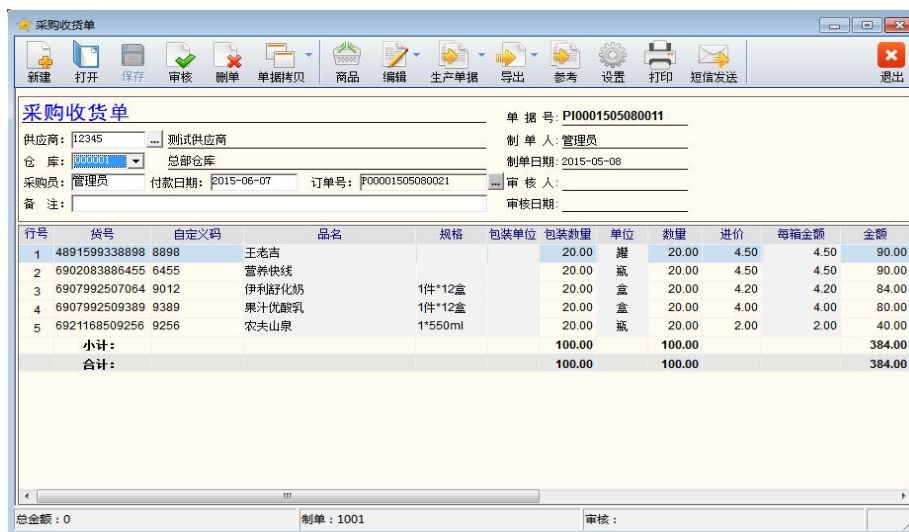 采购收货单
新建 打开 保存 审核 删单 单据拷贝 商品 编辑 生产单据 导出 参考 设置 打印 短信发送 退出
采购收货单 单 据 号: PI0001505080011
供应商: 12345 ... 测试供应商 制 单 人: 管理员
仓 库: 000001 总部仓库 制单日期: 2015-05-08
采购员: 管理员 付款日期: 2015-06-07 订单号: PO0001505080021 ... 审 核 人:
备 注: 审核日期:
行号 货号 自定义码 品名 规格 包装单位 包装数量 单位 数量 进价 每箱金额 金额
1 4891599338898 8898 王老吉 20.00 罐 20.00 4.50 4.50 90.00
2 6902083886455 6455 营养快线 20.00 瓶 20.00 4.50 4.50 90.00
3 6907992507064 9012 伊利舒化奶 1件*12盒 20.00 盒 20.00 4.20 4.20 84.00
4 6907992509389 9389 果汁优酸乳 1件*12盒 20.00 盒 20.00 4.00 4.00 80.00
5 6921168509256 9256 农夫山泉 1*550ml 20.00 瓶 20.00 2.00 2.00 40.00
小计: 100.00 100.00 384.00
合计: 100.00 100.00 384.00
总金额: 0 制单: 1001 审核: